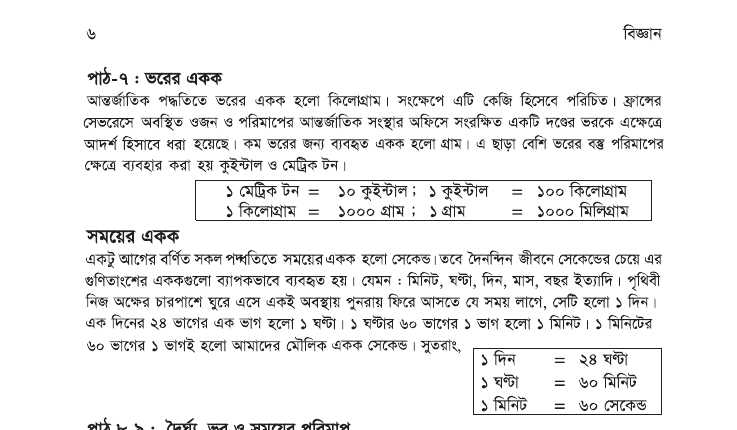 ৬ বিজ্ঞান
পাঠ-৭ : ভরের একক
আন্তর্জাতিক পদ্ধতিতে ভরের একক হলো কিলোগ্রাম। সংক্ষেপে এটি কেজি হিসেবে পরিচিত। ফ্রান্সের
সেভরেসে অবস্থিত ওজন ও পরিমাপের আন্তর্জাতিক সংস্থার অফিসে সংরক্ষিত একটি দণ্ডের ভরকে এক্ষেত্রে
আদর্শ হিসাবে ধরা হয়েছে। কম ভরের জন্য ব্যবহৃত একক হলো গ্রাম। এ ছাড়া বেশি ভরের বস্তু পরিমাপের
ক্ষেত্রে ব্যবহার করা হয় কুইন্টাল ও মেট্রিক টন।
১ মেট্রিক টন = ১০ কুইন্টাল ; ১ কুইন্টাল = ১০০ কিলোগ্রাম
১ কিলোগ্রাম = ১০০০ গ্রাম ; ১ গ্রাম = ১০০০ মিলিগ্রাম
সময়ের একক
একটু আগের বর্ণিত সকল পদ্ধতিতে সময়ের একক হলো সেকেন্ড। তবে দৈনন্দিন জীবনে সেকেন্ডের চেয়ে এর
গুণিতাংশের এককগুলো ব্যাপকভাবে ব্যবহৃত হয়। যেমন : মিনিট, ঘণ্টা, দিন, মাস, বছর ইত্যাদি। পৃথিবী
নিজ অক্ষের চারপাশে ঘুরে এসে একই অবস্থায় পুনরায় ফিরে আসতে যে সময় লাগে, সেটি হলো ১ দিন।
এক দিনের ২৪ ভাগের এক ভাগ হলো ১ ঘণ্টা। ১ ঘণ্টার ৬০ ভাগের ১ ভাগ হলো ১ মিনিট। ১ মিনিটের
৬০ ভাগের ১ ভাগই হলো আমাদের মৌলিক একক সেকেন্ড। সুতরাং,
১ দিন = ২৪ ঘণ্টা
১ ঘণ্টা = ৬০ মিনিট
১ মিনিট = ৬০ সেকেন্ড
পাঠ ৮-৯ : দৈর্ঘ্য, ভর ও সময়ের পরিমাপ